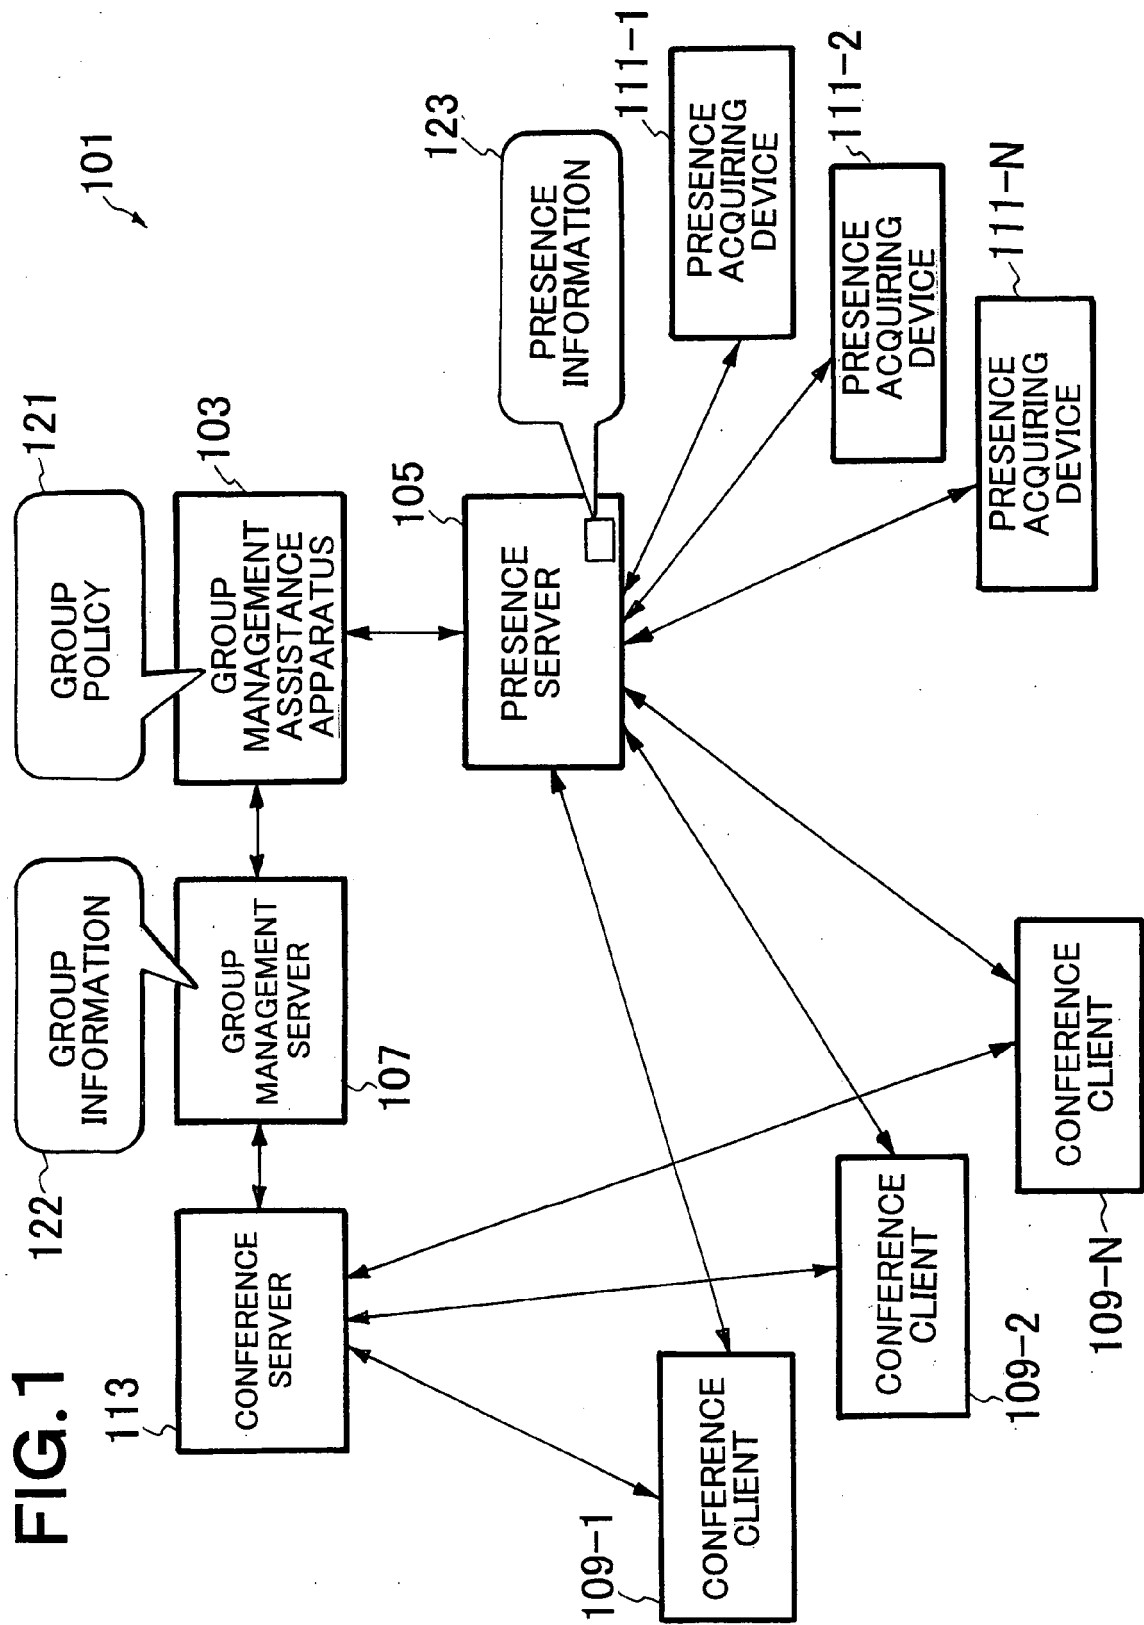 FIG.1
101
122
GROUP
INFORMATION
121
GROUP
POLICY
113
CONFERENCE
SERVER
GROUP
MANAGEMENT
SERVER
107
103
GROUP
MANAGEMENT
ASSISTANCE
APPARATUS
105
PRESENCE
SERVER
123
PRESENCE
INFORMATION
109-1
CONFERENCE
CLIENT
109-2
CONFERENCE
CLIENT
109-N
CONFERENCE
CLIENT
111-1
PRESENCE
ACQUIRING
DEVICE
111-2
PRESENCE
ACQUIRING
DEVICE
111-N
PRESENCE
ACQUIRING
DEVICE